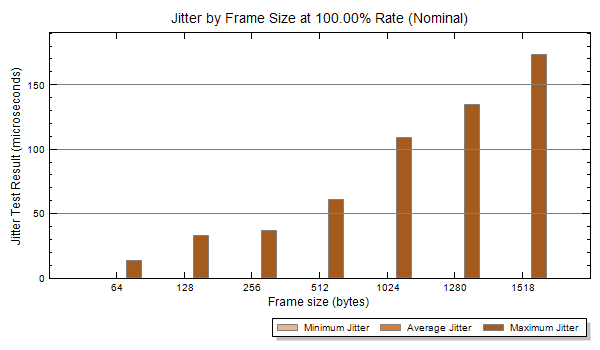 Jitter by Frame Size at 100.00% Rate (Nominal)
Jitter Test Result (microseconds)
150
100
50
0
64 128 256 512 1024 1280 1518
Frame size (bytes)
Minimum Jitter Average Jitter Maximum Jitter